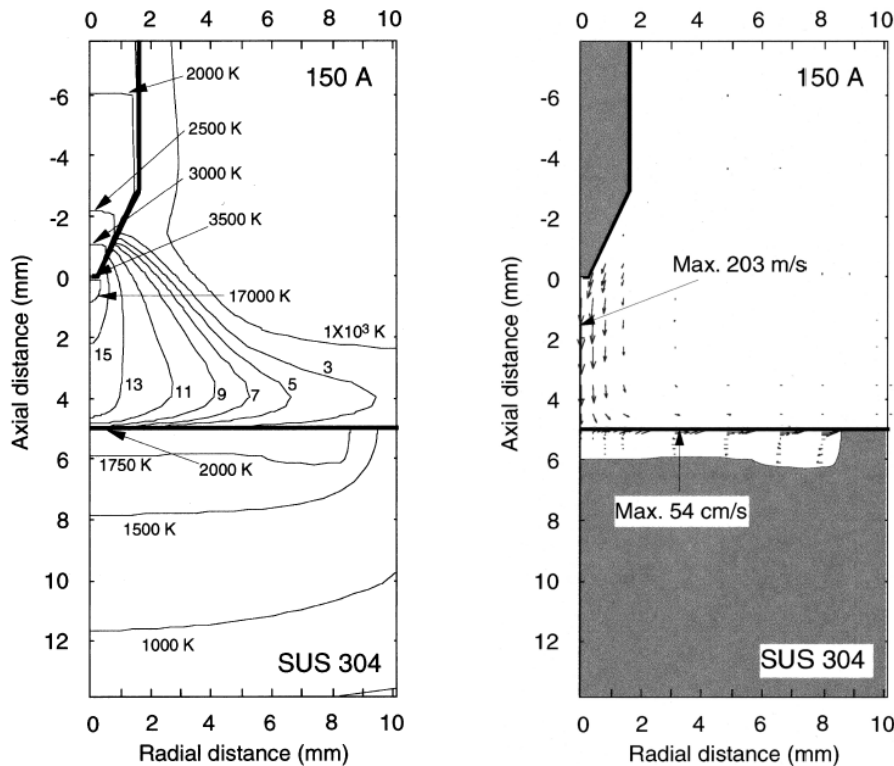 0 2 4 6 8 10
2000 K
150 A
-6
2500 K
-4
3000 K
-2
3500 K
0
17000 K
1X10³ K
2
15
3
13
11
9
7
5
4
6
1750 K
2000 K
8
1500 K
10
12
1000 K
SUS 304
0 2 4 6 8 10
Axial distance (mm)
Radial distance (mm)
0 2 4 6 8 10
150 A
-6
-4
-2
Max. 203 m/s
0
2
4
6
Max. 54 cm/s
8
10
12
SUS 304
0 2 4 6 8 10
Axial distance (mm)
Radial distance (mm)